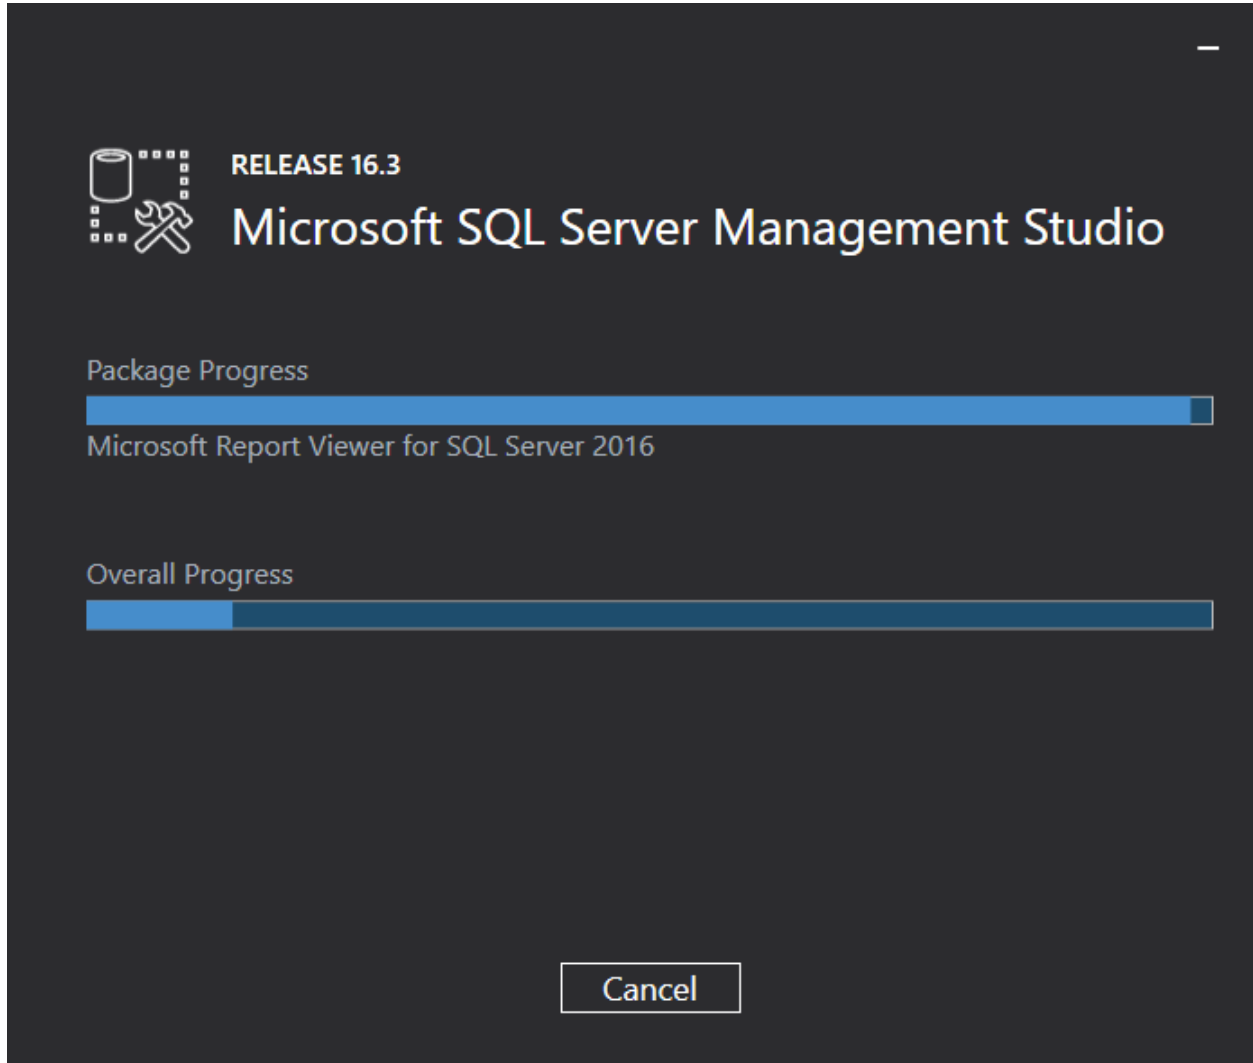 RELEASE 16.3
Microsoft SQL Server Management Studio
Package Progress
Microsoft Report Viewer for SQL Server 2016
Overall Progress
Cancel